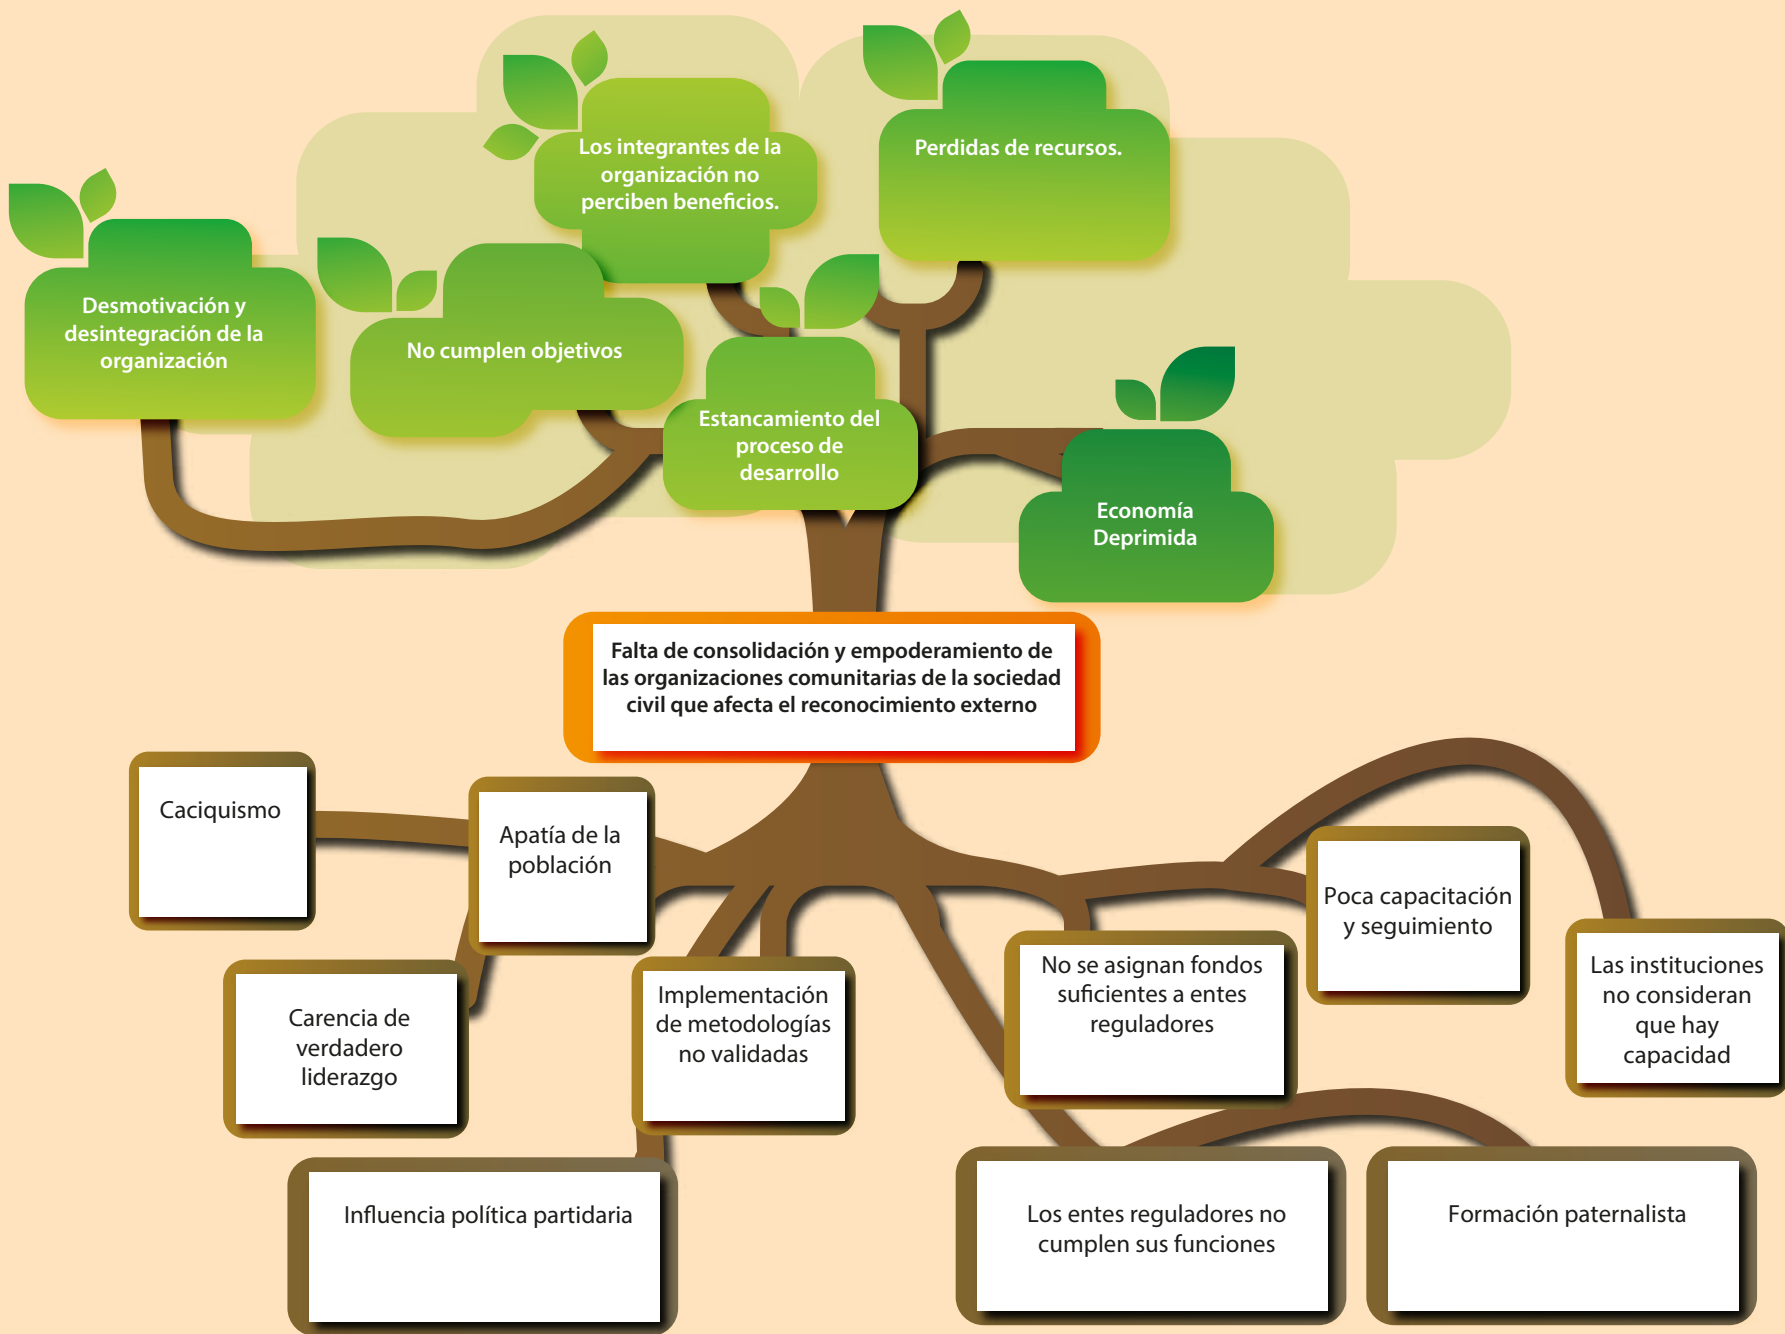 Los integrantes de la
organización no
perciben beneficios.
Perdidas de recursos.
Desmotivación y
desintegración de la
organización
No cumplen objetivos
Estancamiento del
proceso de
desarrollo
Economía
Deprimida
Falta de consolidación y empoderamiento de
las organizaciones comunitarias de la sociedad
civil que afecta el reconocimiento externo
Caciquismo
Apatía de la
población
Poca capacitación
y seguimiento
No se asignan fondos
suficientes a entes
reguladores
Las instituciones
no consideran
que hay
capacidad
Carencia de
verdadero
liderazgo
Implementación
de metodologías
no validadas
Influencia política partidaria
Los entes reguladores no
cumplen sus funciones
Formación paternalista